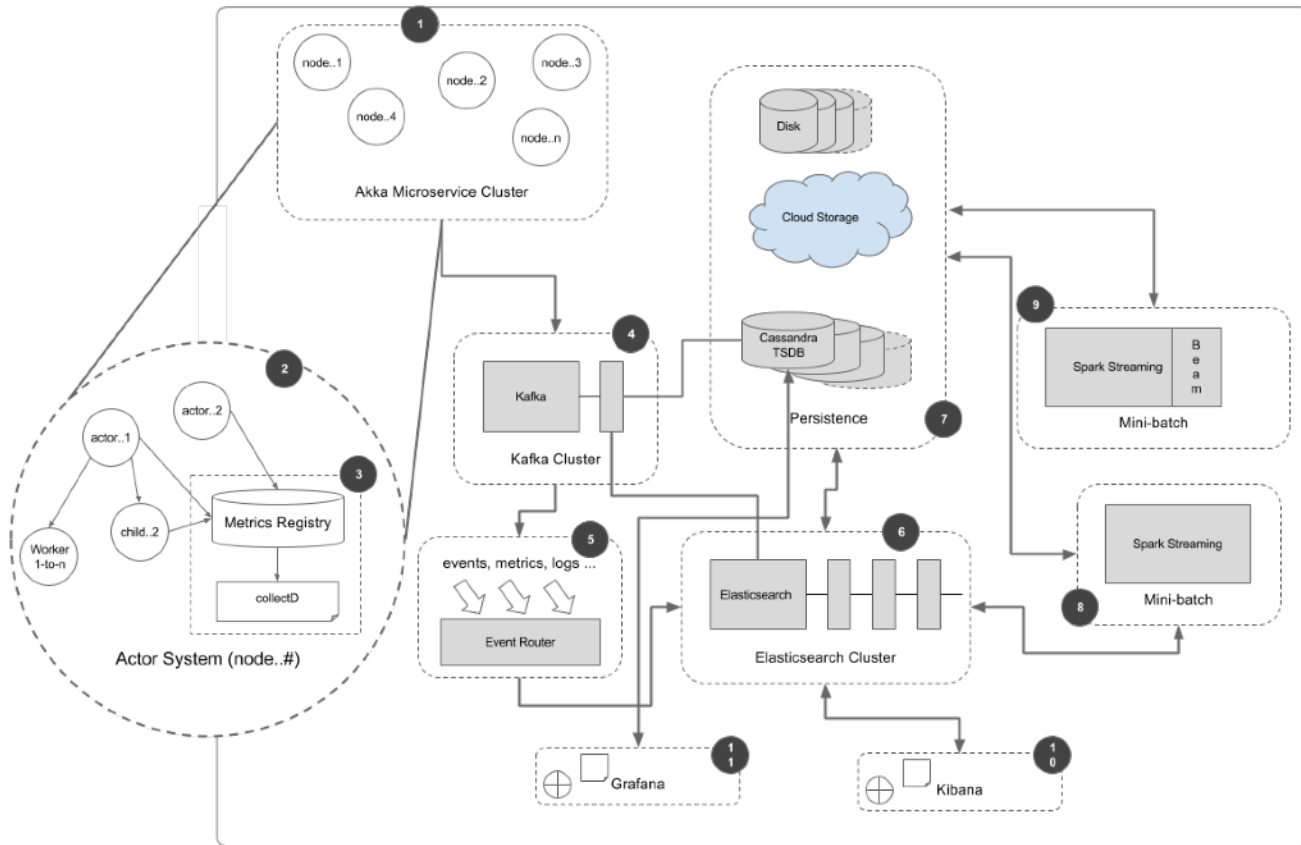 1
node..1
node..2
node..3
node..4
node..n
Akka Microservice Cluster
2
actor..2
actor..1
3
Metrics Registry
child..2
Worker
1-to-n
collectD
Actor System (node..#)
4
Kafka
Kafka Cluster
5
events, metrics, logs ...
Event Router
Disk
Cloud Storage
Cassandra
TSDB
Persistence
7
6
Elasticsearch
Elasticsearch Cluster
9
Spark Streaming
B
e
a
m
Mini-batch
Spark Streaming
8
Mini-batch
1
1
Grafana
1
0
Kibana